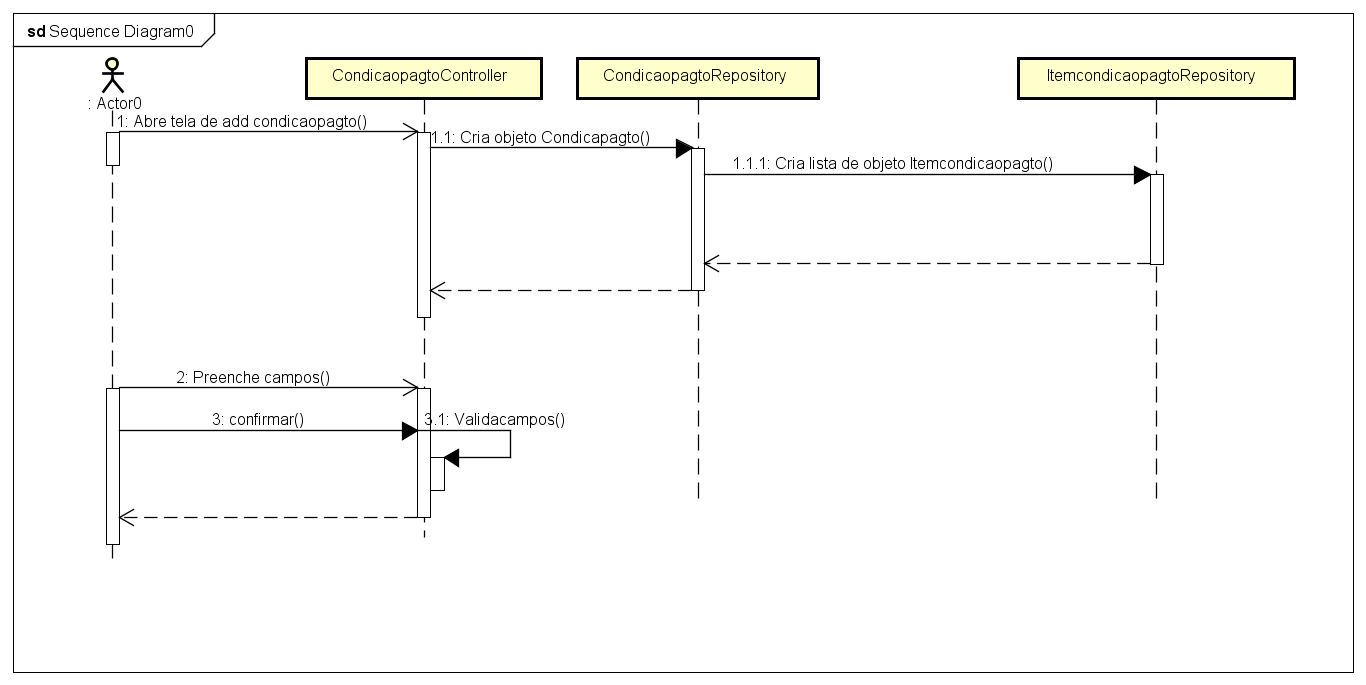 sd Sequence Diagram0
: Actor0
CondicaopagtoController
CondicaopagtoRepository
ItemcondicaopagtoRepository
1: Abre tela de add condicaopagto()
1.1: Cria objeto Condicapagto()
1.1.1: Cria lista de objeto Itemcondicaopagto()
2: Preenche campos()
3: confirmar()
3.1: Validacampos()